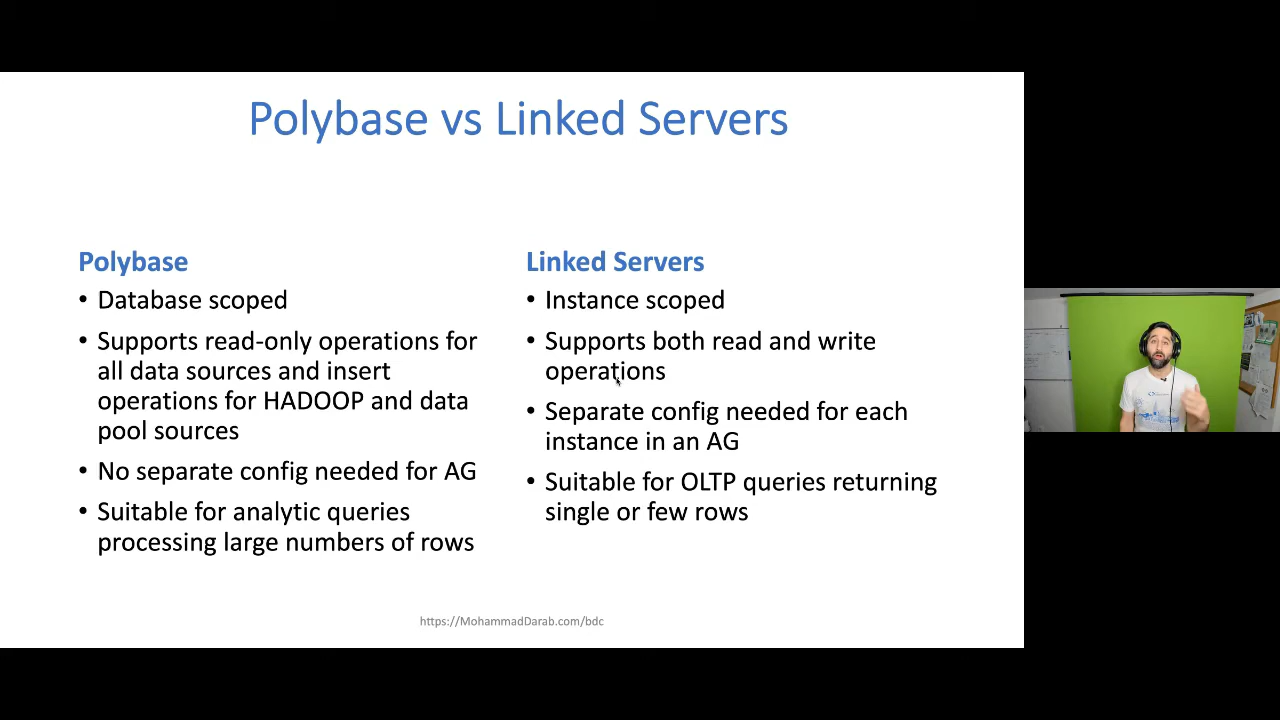 Polybase vs Linked Servers
Polybase
• Database scoped
• Supports read-only operations for
all data sources and insert
operations for HADOOP and data
pool sources
• No separate config needed for AG
• Suitable for analytic queries
processing large numbers of rows
Linked Servers
• Instance scoped
• Supports both read and write
operations
• Separate config needed for each
instance in an AG
• Suitable for OLTP queries returning
single or few rows
https://MohammadDarab.com/bdc